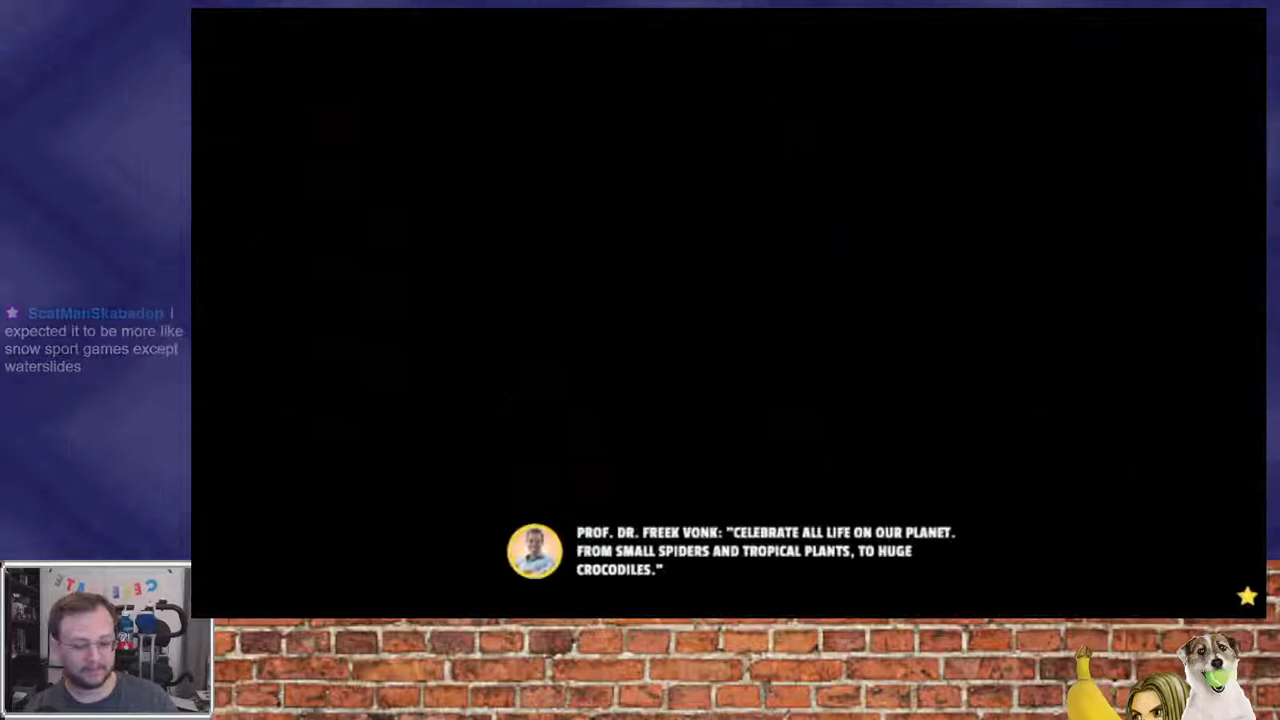 ScatManSkabadop I
expected it to be more like
snow sport games except
waterslides
PROF. DR. FREEK VONK: "CELEBRATE ALL LIFE ON OUR PLANET.
FROM SMALL SPIDERS AND TROPICAL PLANTS, TO HUGE
CROCODILES."